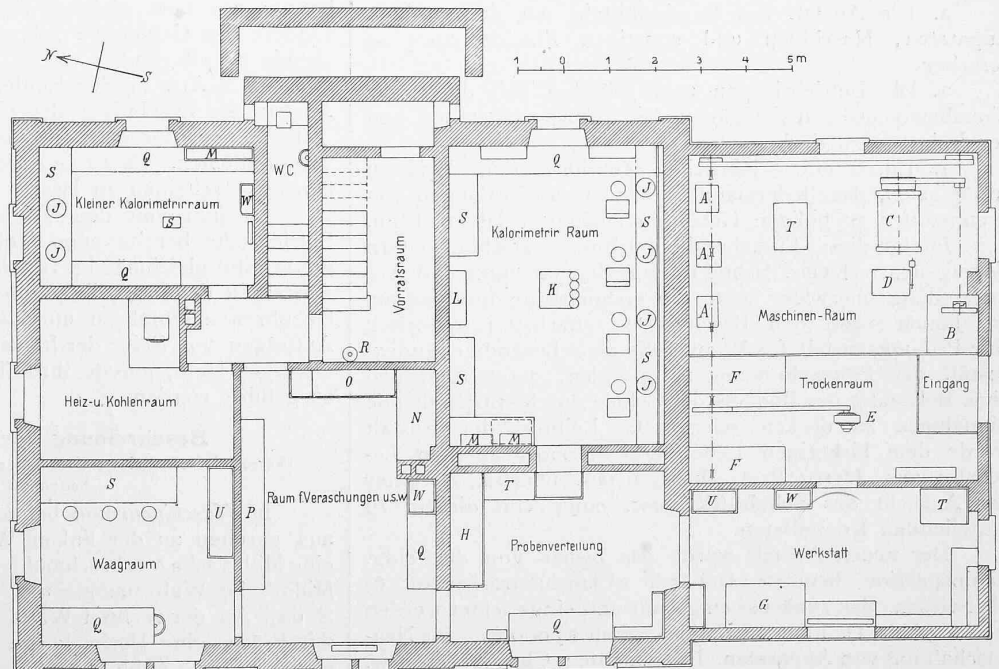 N S
1 0 1 2 3 4 5 m
Q M
S
J
Kleiner Kalorimetrirraum
W
S
J
Q
WC
Vorratsraum
R
Heiz-u. Kohlenraum
O
N
S
U
P
Raum f. Veraschungen u.s.w
W
Waagraum
Q
Q
Q
S
J
S
Kalorimetrir Raum
J
L
K
J
S
S
J
M M
T
H
Probenverteilung
Q
A
T
C
A
D
A
Maschinen-Raum
B
F
Trockenraum
Eingang
E
F
U
W
T
Werkstatt
G